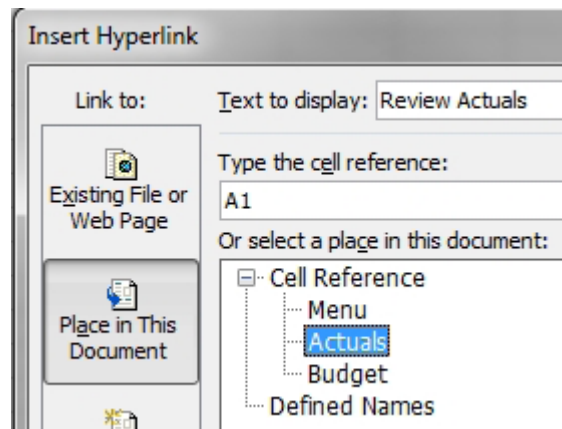 Insert Hyperlink
Link to:
Text to display: Review Actuals
Existing File or
Web Page
Type the cell reference:
A1
Or select a place in this document:
Place in This
Document
Cell Reference
Menu
Actuals
Budget
Defined Names